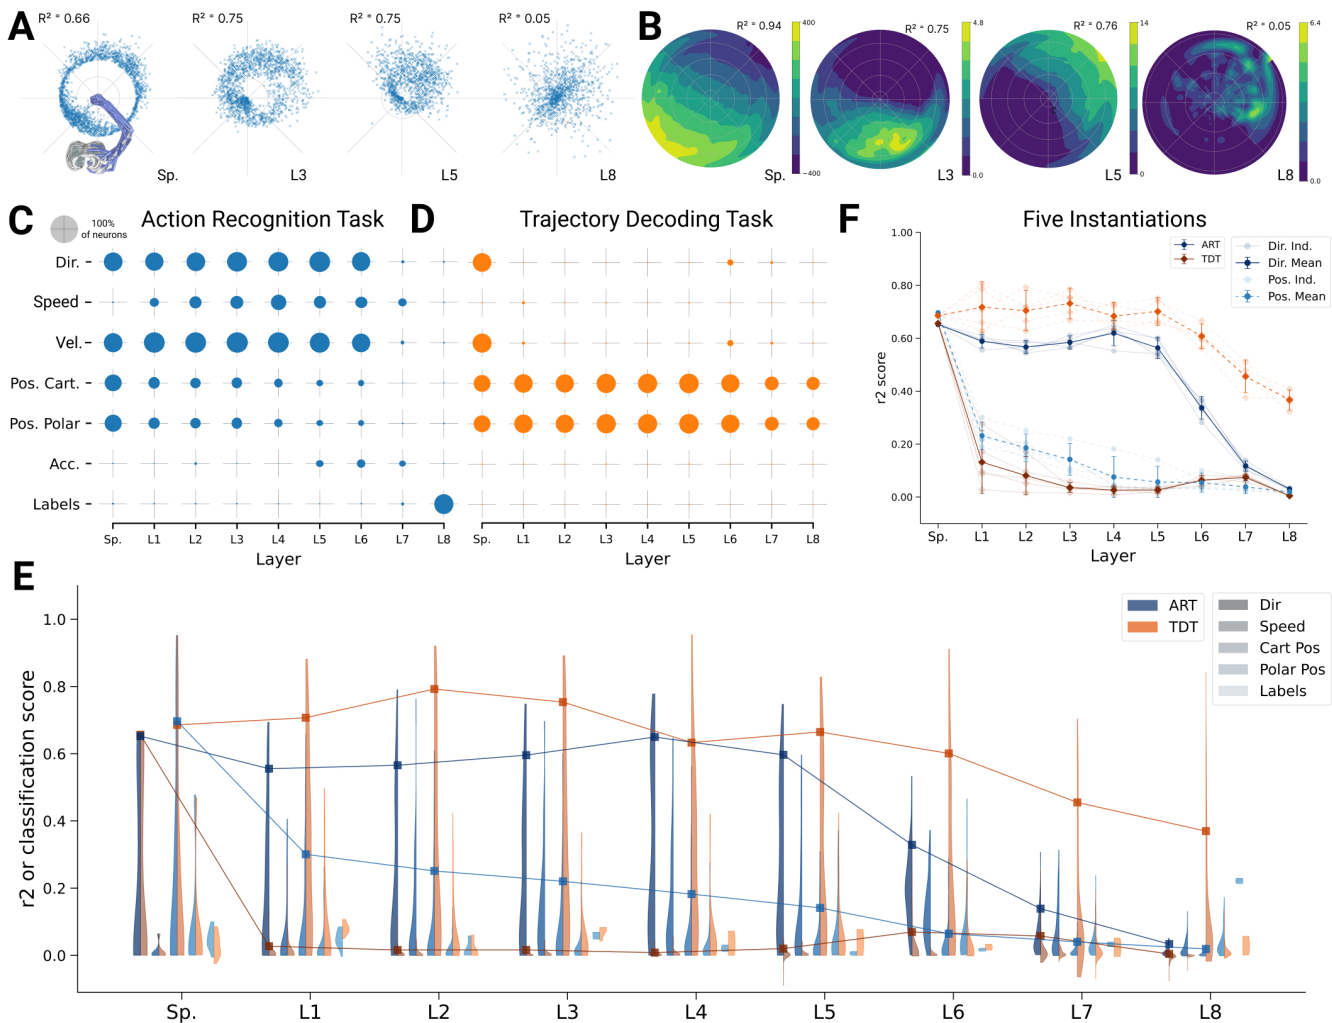 A
R² = 0.66
R² = 0.75
R² = 0.75
R² = 0.05
Sp.
L3
L5
L8
B
R² = 0.94
400
−400
Sp.
R² = 0.75
4.8
0.0
L3
R² = 0.76
14
0
L5
R² = 0.05
6.4
0.0
L8
C
100%
of neurons
Action Recognition Task
Dir.
Speed
Vel.
Pos. Cart.
Pos. Polar
Acc.
Labels
Sp. L1 L2 L3 L4 L5 L6 L7 L8
Layer
D
Trajectory Decoding Task
Sp. L1 L2 L3 L4 L5 L6 L7 L8
Layer
F
Five Instantiations
1.00
0.80
0.60
0.40
0.20
0.00
r2 score
ART
TDT
Dir. Ind.
Dir. Mean
Pos. Ind.
Pos. Mean
Sp. L1 L2 L3 L4 L5 L6 L7 L8
Layer
E
1.0
0.8
0.6
0.4
0.2
0.0
r2 or classification score
ART
TDT
Dir
Speed
Cart Pos
Polar Pos
Labels
Sp. L1 L2 L3 L4 L5 L6 L7 L8